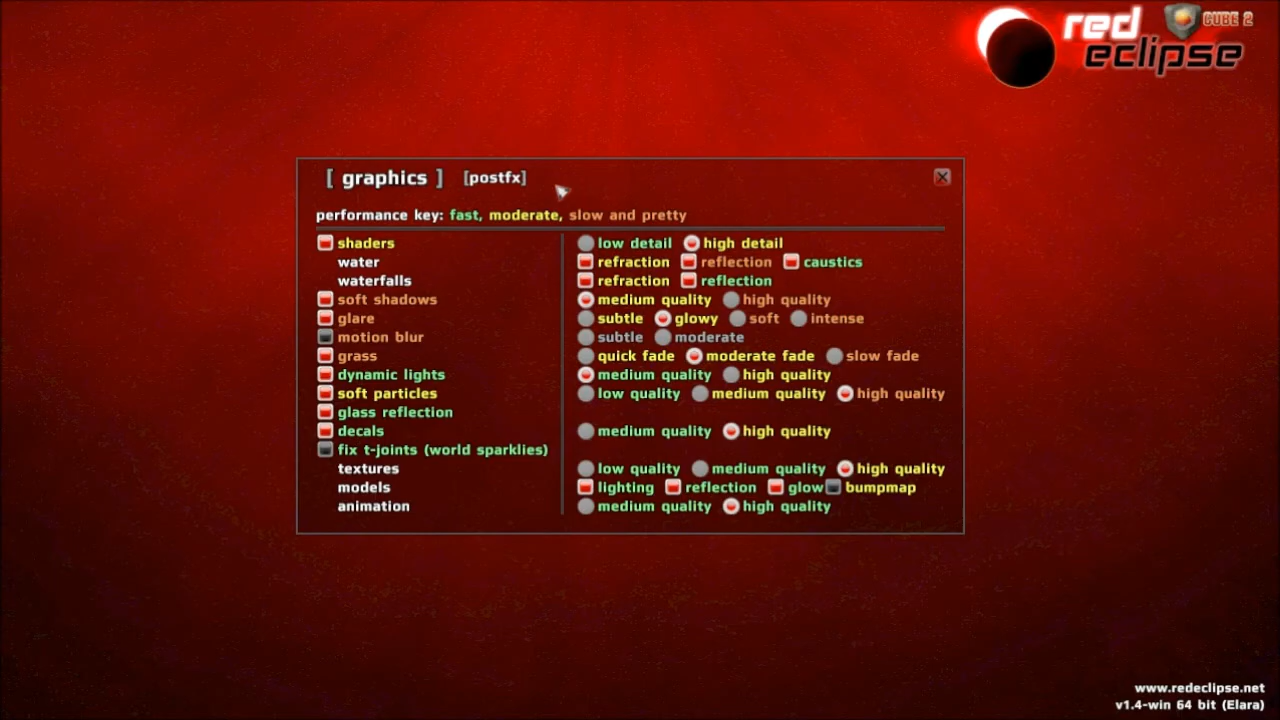 red
eclipse
CUBE 2
[ graphics ] [postfx]
performance key: fast, moderate, slow and pretty
shaders low detail high detail
water refraction reflection caustics
waterfalls refraction reflection
soft shadows medium quality high quality
glare subtle glowy soft intense
motion blur subtle moderate
grass quick fade moderate fade slow fade
dynamic lights medium quality high quality
soft particles low quality medium quality high quality
glass reflection
decals medium quality high quality
fix t-joints (world sparklies)
textures low quality medium quality high quality
models lighting reflection glow bumpmap
animation medium quality high quality
www.redeclipse.net
v1.4-win 64 bit (Elara)